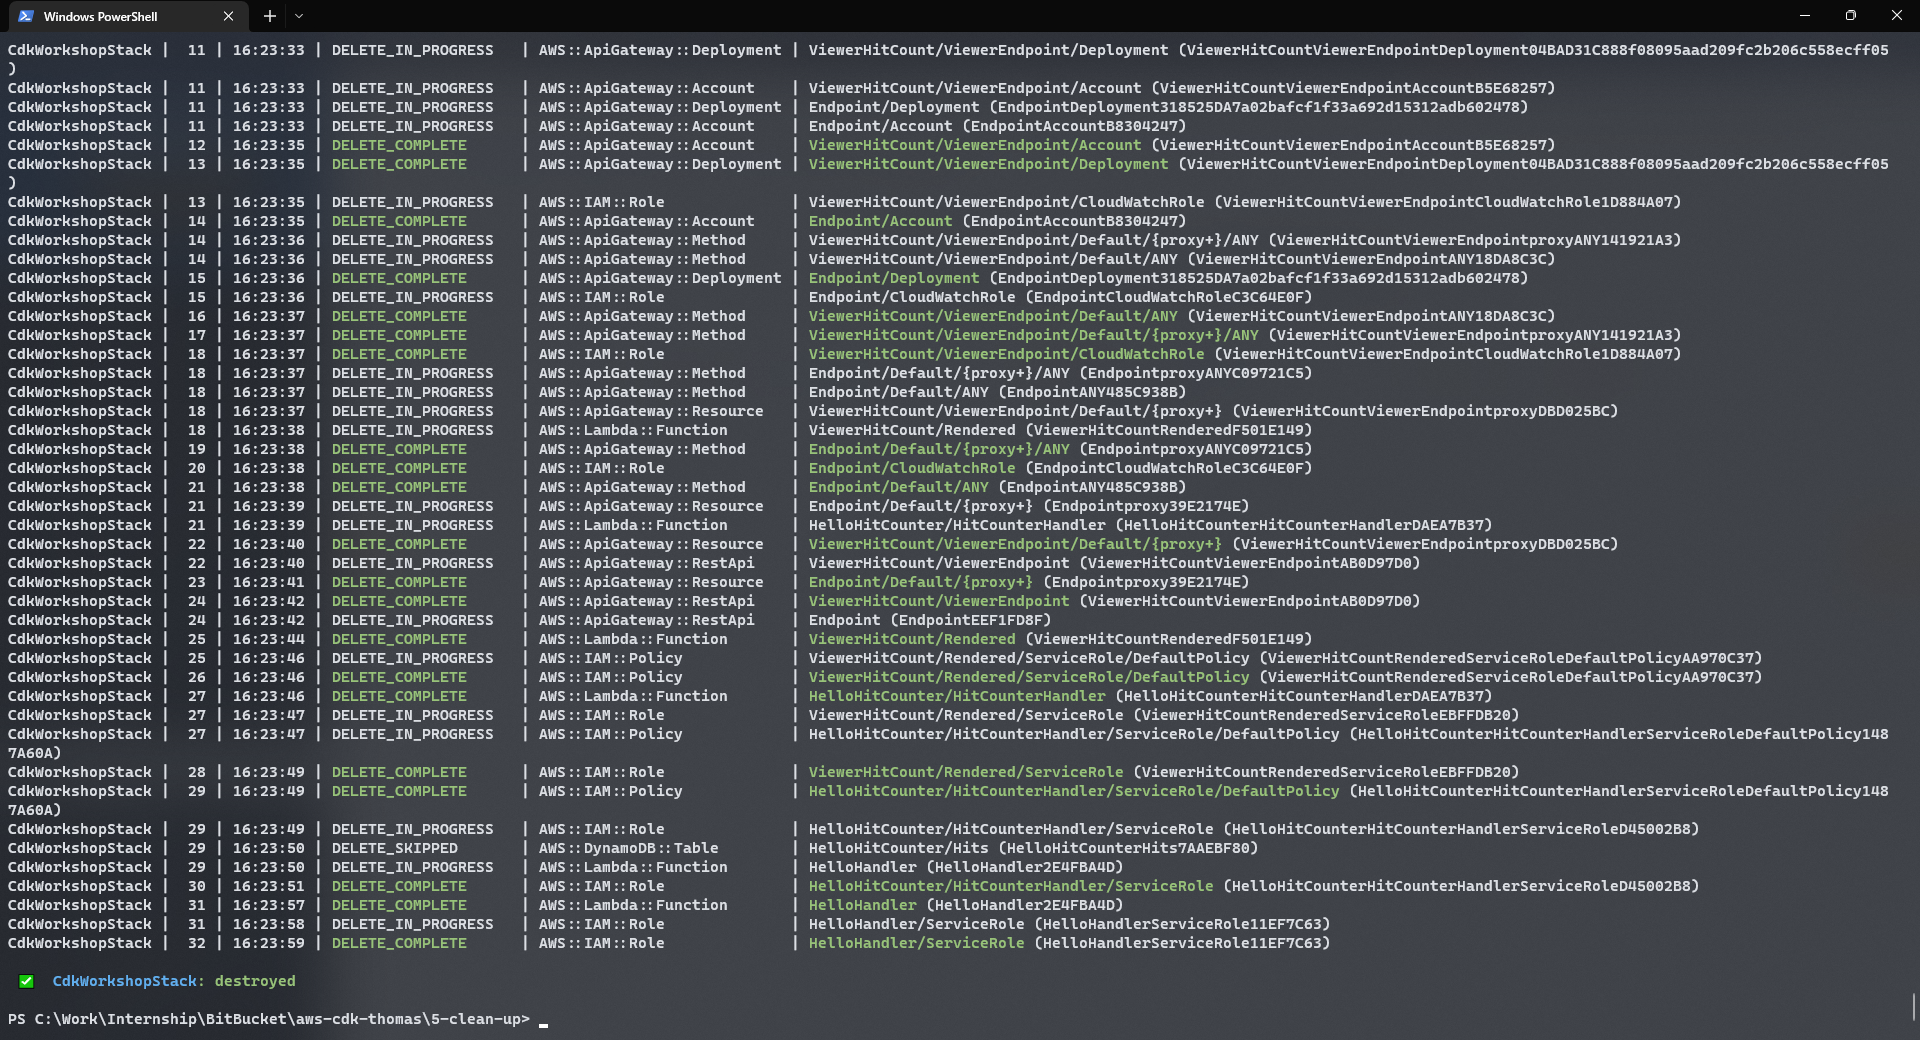 Windows PowerShell
CdkWorkshopStack |  11 | 16:23:33 | DELETE_IN_PROGRESS   | AWS::ApiGateway::Deployment | ViewerHitCount/ViewerEndpoint/Deployment (ViewerHitCountViewerEndpointDeployment04BAD31C888f08095aad209fc2b206c558ecff05
)
CdkWorkshopStack |  11 | 16:23:33 | DELETE_IN_PROGRESS   | AWS::ApiGateway::Account    | ViewerHitCount/ViewerEndpoint/Account (ViewerHitCountViewerEndpointAccountB5E68257)
CdkWorkshopStack |  11 | 16:23:33 | DELETE_IN_PROGRESS   | AWS::ApiGateway::Deployment | Endpoint/Deployment (EndpointDeployment318525DA7a02bafcf1f33a692d15312adb602478)
CdkWorkshopStack |  11 | 16:23:33 | DELETE_IN_PROGRESS   | AWS::ApiGateway::Account    | Endpoint/Account (EndpointAccountB8304247)
CdkWorkshopStack |  12 | 16:23:35 | DELETE_COMPLETE      | AWS::ApiGateway::Account    | ViewerHitCount/ViewerEndpoint/Account (ViewerHitCountViewerEndpointAccountB5E68257)
CdkWorkshopStack |  13 | 16:23:35 | DELETE_COMPLETE      | AWS::ApiGateway::Deployment | ViewerHitCount/ViewerEndpoint/Deployment (ViewerHitCountViewerEndpointDeployment04BAD31C888f08095aad209fc2b206c558ecff05
)
CdkWorkshopStack |  13 | 16:23:35 | DELETE_IN_PROGRESS   | AWS::IAM::Role              | ViewerHitCount/ViewerEndpoint/CloudWatchRole (ViewerHitCountViewerEndpointCloudWatchRole1D884A07)
CdkWorkshopStack |  14 | 16:23:35 | DELETE_COMPLETE      | AWS::ApiGateway::Account    | Endpoint/Account (EndpointAccountB8304247)
CdkWorkshopStack |  14 | 16:23:36 | DELETE_IN_PROGRESS   | AWS::ApiGateway::Method     | ViewerHitCount/ViewerEndpoint/Default/{proxy+}/ANY (ViewerHitCountViewerEndpointproxyANY141921A3)
CdkWorkshopStack |  14 | 16:23:36 | DELETE_IN_PROGRESS   | AWS::ApiGateway::Method     | ViewerHitCount/ViewerEndpoint/Default/ANY (ViewerHitCountViewerEndpointANY18DA8C3C)
CdkWorkshopStack |  15 | 16:23:36 | DELETE_COMPLETE      | AWS::ApiGateway::Deployment | Endpoint/Deployment (EndpointDeployment318525DA7a02bafcf1f33a692d15312adb602478)
CdkWorkshopStack |  15 | 16:23:36 | DELETE_IN_PROGRESS   | AWS::IAM::Role              | Endpoint/CloudWatchRole (EndpointCloudWatchRoleC3C64E0F)
CdkWorkshopStack |  16 | 16:23:37 | DELETE_COMPLETE      | AWS::ApiGateway::Method     | ViewerHitCount/ViewerEndpoint/Default/ANY (ViewerHitCountViewerEndpointANY18DA8C3C)
CdkWorkshopStack |  17 | 16:23:37 | DELETE_COMPLETE      | AWS::ApiGateway::Method     | ViewerHitCount/ViewerEndpoint/Default/{proxy+}/ANY (ViewerHitCountViewerEndpointproxyANY141921A3)
CdkWorkshopStack |  18 | 16:23:37 | DELETE_COMPLETE      | AWS::IAM::Role              | ViewerHitCount/ViewerEndpoint/CloudWatchRole (ViewerHitCountViewerEndpointCloudWatchRole1D884A07)
CdkWorkshopStack |  18 | 16:23:37 | DELETE_IN_PROGRESS   | AWS::ApiGateway::Method     | Endpoint/Default/{proxy+}/ANY (EndpointproxyANYC09721C5)
CdkWorkshopStack |  18 | 16:23:37 | DELETE_IN_PROGRESS   | AWS::ApiGateway::Method     | Endpoint/Default/ANY (EndpointANY485C938B)
CdkWorkshopStack |  18 | 16:23:37 | DELETE_IN_PROGRESS   | AWS::ApiGateway::Resource   | ViewerHitCount/ViewerEndpoint/Default/{proxy+} (ViewerHitCountViewerEndpointproxyDBD025BC)
CdkWorkshopStack |  18 | 16:23:38 | DELETE_IN_PROGRESS   | AWS::Lambda::Function       | ViewerHitCount/Rendered (ViewerHitCountRenderedF501E149)
CdkWorkshopStack |  19 | 16:23:38 | DELETE_COMPLETE      | AWS::ApiGateway::Method     | Endpoint/Default/{proxy+}/ANY (EndpointproxyANYC09721C5)
CdkWorkshopStack |  20 | 16:23:38 | DELETE_COMPLETE      | AWS::IAM::Role              | Endpoint/CloudWatchRole (EndpointCloudWatchRoleC3C64E0F)
CdkWorkshopStack |  21 | 16:23:38 | DELETE_COMPLETE      | AWS::ApiGateway::Method     | Endpoint/Default/ANY (EndpointANY485C938B)
CdkWorkshopStack |  21 | 16:23:39 | DELETE_IN_PROGRESS   | AWS::ApiGateway::Resource   | Endpoint/Default/{proxy+} (Endpointproxy39E2174E)
CdkWorkshopStack |  21 | 16:23:39 | DELETE_IN_PROGRESS   | AWS::Lambda::Function       | HelloHitCounter/HitCounterHandler (HelloHitCounterHitCounterHandlerDAEA7B37)
CdkWorkshopStack |  22 | 16:23:40 | DELETE_COMPLETE      | AWS::ApiGateway::Resource   | ViewerHitCount/ViewerEndpoint/Default/{proxy+} (ViewerHitCountViewerEndpointproxyDBD025BC)
CdkWorkshopStack |  22 | 16:23:40 | DELETE_IN_PROGRESS   | AWS::ApiGateway::RestApi    | ViewerHitCount/ViewerEndpoint (ViewerHitCountViewerEndpointAB0D97D0)
CdkWorkshopStack |  23 | 16:23:41 | DELETE_COMPLETE      | AWS::ApiGateway::Resource   | Endpoint/Default/{proxy+} (Endpointproxy39E2174E)
CdkWorkshopStack |  24 | 16:23:42 | DELETE_COMPLETE      | AWS::ApiGateway::RestApi    | ViewerHitCount/ViewerEndpoint (ViewerHitCountViewerEndpointAB0D97D0)
CdkWorkshopStack |  24 | 16:23:42 | DELETE_IN_PROGRESS   | AWS::ApiGateway::RestApi    | Endpoint (EndpointEEF1FD8F)
CdkWorkshopStack |  25 | 16:23:44 | DELETE_COMPLETE      | AWS::Lambda::Function       | ViewerHitCount/Rendered (ViewerHitCountRenderedF501E149)
CdkWorkshopStack |  25 | 16:23:46 | DELETE_IN_PROGRESS   | AWS::IAM::Policy            | ViewerHitCount/Rendered/ServiceRole/DefaultPolicy (ViewerHitCountRenderedServiceRoleDefaultPolicyAA970C37)
CdkWorkshopStack |  26 | 16:23:46 | DELETE_COMPLETE      | AWS::IAM::Policy            | ViewerHitCount/Rendered/ServiceRole/DefaultPolicy (ViewerHitCountRenderedServiceRoleDefaultPolicyAA970C37)
CdkWorkshopStack |  27 | 16:23:46 | DELETE_COMPLETE      | AWS::Lambda::Function       | HelloHitCounter/HitCounterHandler (HelloHitCounterHitCounterHandlerDAEA7B37)
CdkWorkshopStack |  27 | 16:23:47 | DELETE_IN_PROGRESS   | AWS::IAM::Role              | ViewerHitCount/Rendered/ServiceRole (ViewerHitCountRenderedServiceRoleEBFFDB20)
CdkWorkshopStack |  27 | 16:23:47 | DELETE_IN_PROGRESS   | AWS::IAM::Policy            | HelloHitCounter/HitCounterHandler/ServiceRole/DefaultPolicy (HelloHitCounterHitCounterHandlerServiceRoleDefaultPolicy148
7A60A)
CdkWorkshopStack |  28 | 16:23:49 | DELETE_COMPLETE      | AWS::IAM::Role              | ViewerHitCount/Rendered/ServiceRole (ViewerHitCountRenderedServiceRoleEBFFDB20)
CdkWorkshopStack |  29 | 16:23:49 | DELETE_COMPLETE      | AWS::IAM::Policy            | HelloHitCounter/HitCounterHandler/ServiceRole/DefaultPolicy (HelloHitCounterHitCounterHandlerServiceRoleDefaultPolicy148
7A60A)
CdkWorkshopStack |  29 | 16:23:49 | DELETE_IN_PROGRESS   | AWS::IAM::Role              | HelloHitCounter/HitCounterHandler/ServiceRole (HelloHitCounterHitCounterHandlerServiceRoleD45002B8)
CdkWorkshopStack |  29 | 16:23:50 | DELETE_SKIPPED       | AWS::DynamoDB::Table        | HelloHitCounter/Hits (HelloHitCounterHits7AAEBF80)
CdkWorkshopStack |  29 | 16:23:50 | DELETE_IN_PROGRESS   | AWS::Lambda::Function       | HelloHandler (HelloHandler2E4FBA4D)
CdkWorkshopStack |  30 | 16:23:51 | DELETE_COMPLETE      | AWS::IAM::Role              | HelloHitCounter/HitCounterHandler/ServiceRole (HelloHitCounterHitCounterHandlerServiceRoleD45002B8)
CdkWorkshopStack |  31 | 16:23:57 | DELETE_COMPLETE      | AWS::Lambda::Function       | HelloHandler (HelloHandler2E4FBA4D)
CdkWorkshopStack |  31 | 16:23:58 | DELETE_IN_PROGRESS   | AWS::IAM::Role              | HelloHandler/ServiceRole (HelloHandlerServiceRole11EF7C63)
CdkWorkshopStack |  32 | 16:23:59 | DELETE_COMPLETE      | AWS::IAM::Role              | HelloHandler/ServiceRole (HelloHandlerServiceRole11EF7C63)
✅  CdkWorkshopStack: destroyed
PS C:\Work\Internship\BitBucket\aws-cdk-thomas\5-clean-up>